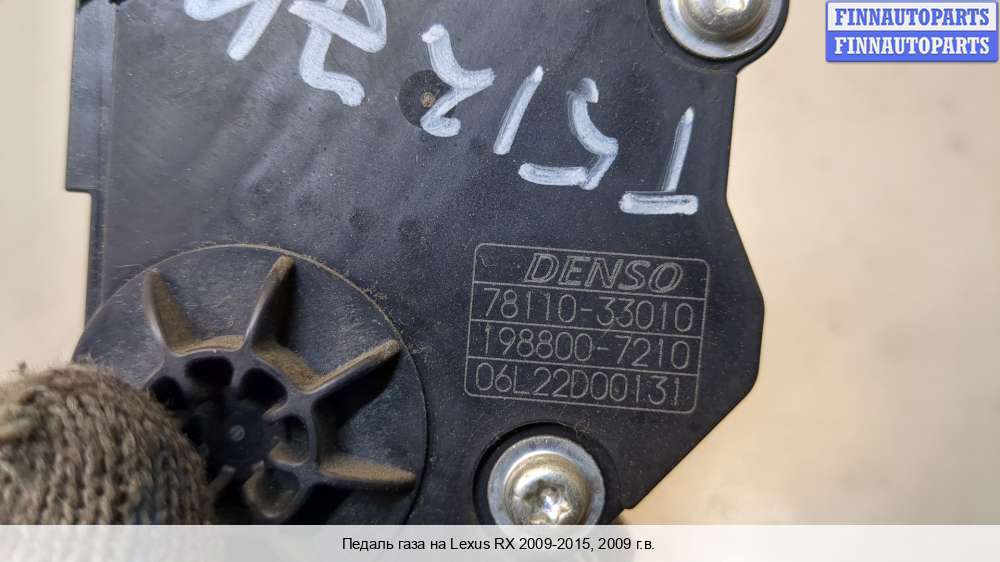 FINNAUTOPARTS
FINNAUTOPARTS
DENSO
78110-33010
198800-7210
06L22D00131
Педаль газа на Lexus RX 2009-2015, 2009 г.в.